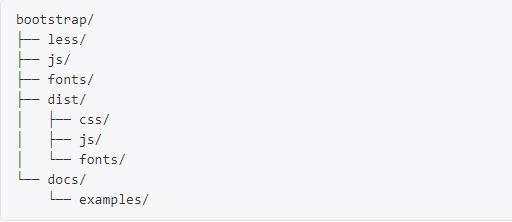 bootstrap/
├── less/
├── js/
├── fonts/
├── dist/
│   ├── css/
│   ├── js/
│   └── fonts/
└── docs/
    └── examples/